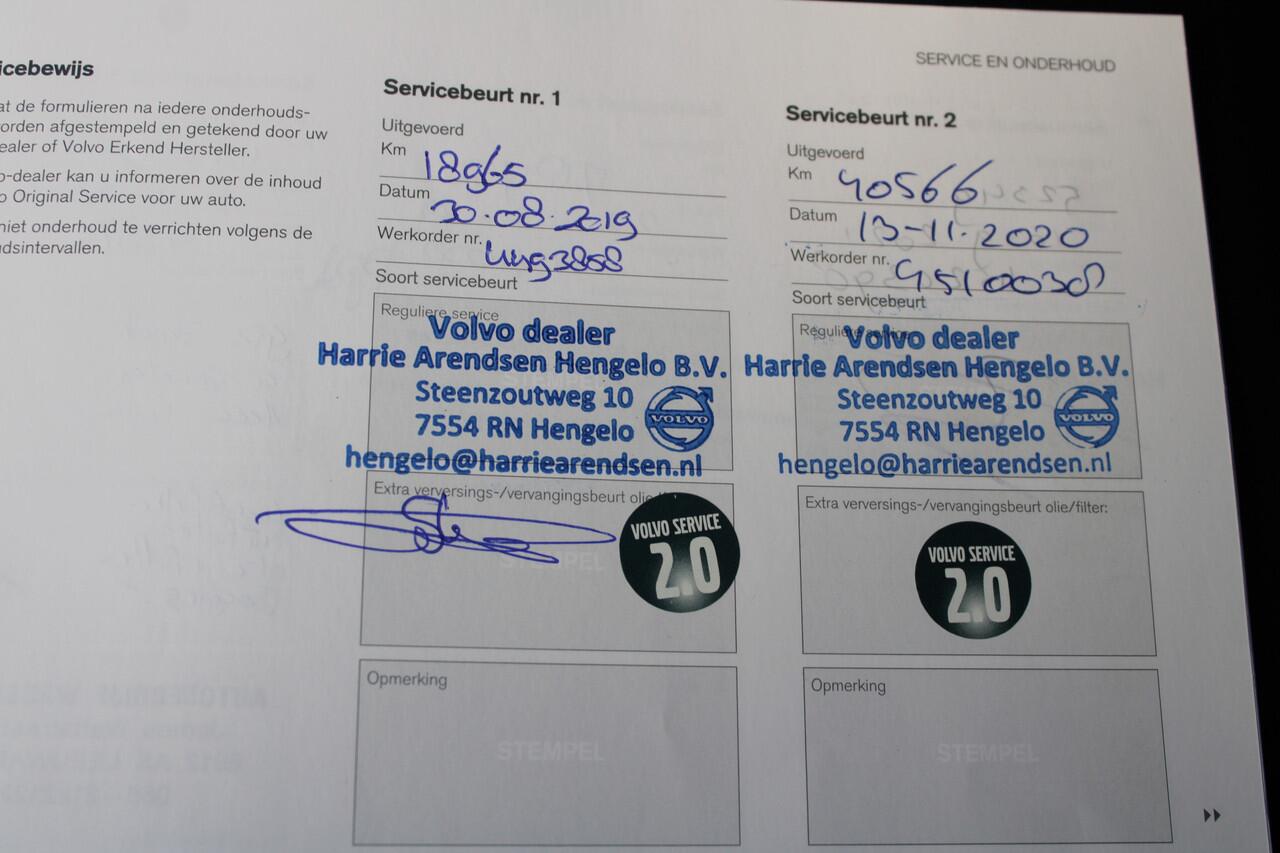 SERVICE EN ONDERHOUD
icebewijs
at de formulieren na iedere onderhouds-
orden afgestempeld en getekend door uw
ealer of Volvo Erkend Hersteller.
o-dealer kan u informeren over de inhoud
o Original Service voor uw auto.
niet onderhoud te verrichten volgens de
dsintervallen.
Servicebeurt nr. 1
Uitgevoerd
Km 18965
Datum 30-08-2019
Werkorder nr. 4493858
Soort servicebeurt
Reguliere service
Volvo dealer
Harrie Arendsen Hengelo B.V.
Steenzoutweg 10
7554 RN Hengelo
VOLVO
hengelo@harriearendsen.nl
Extra verversings-/vervangingsbeurt olie
VOLVO SERVICE
2.0
STEMPEL
Opmerking
STEMPEL
Servicebeurt nr. 2
Uitgevoerd
Km 40566
Datum 13-11-2020
Werkorder nr. 4510030
Soort servicebeurt
Reguliere service
Volvo dealer
Harrie Arendsen Hengelo B.V.
Steenzoutweg 10
7554 RN Hengelo
VOLVO
hengelo@harriearendsen.nl
Extra verversings-/vervangingsbeurt olie/filter:
VOLVO SERVICE
2.0
Opmerking
STEMPEL